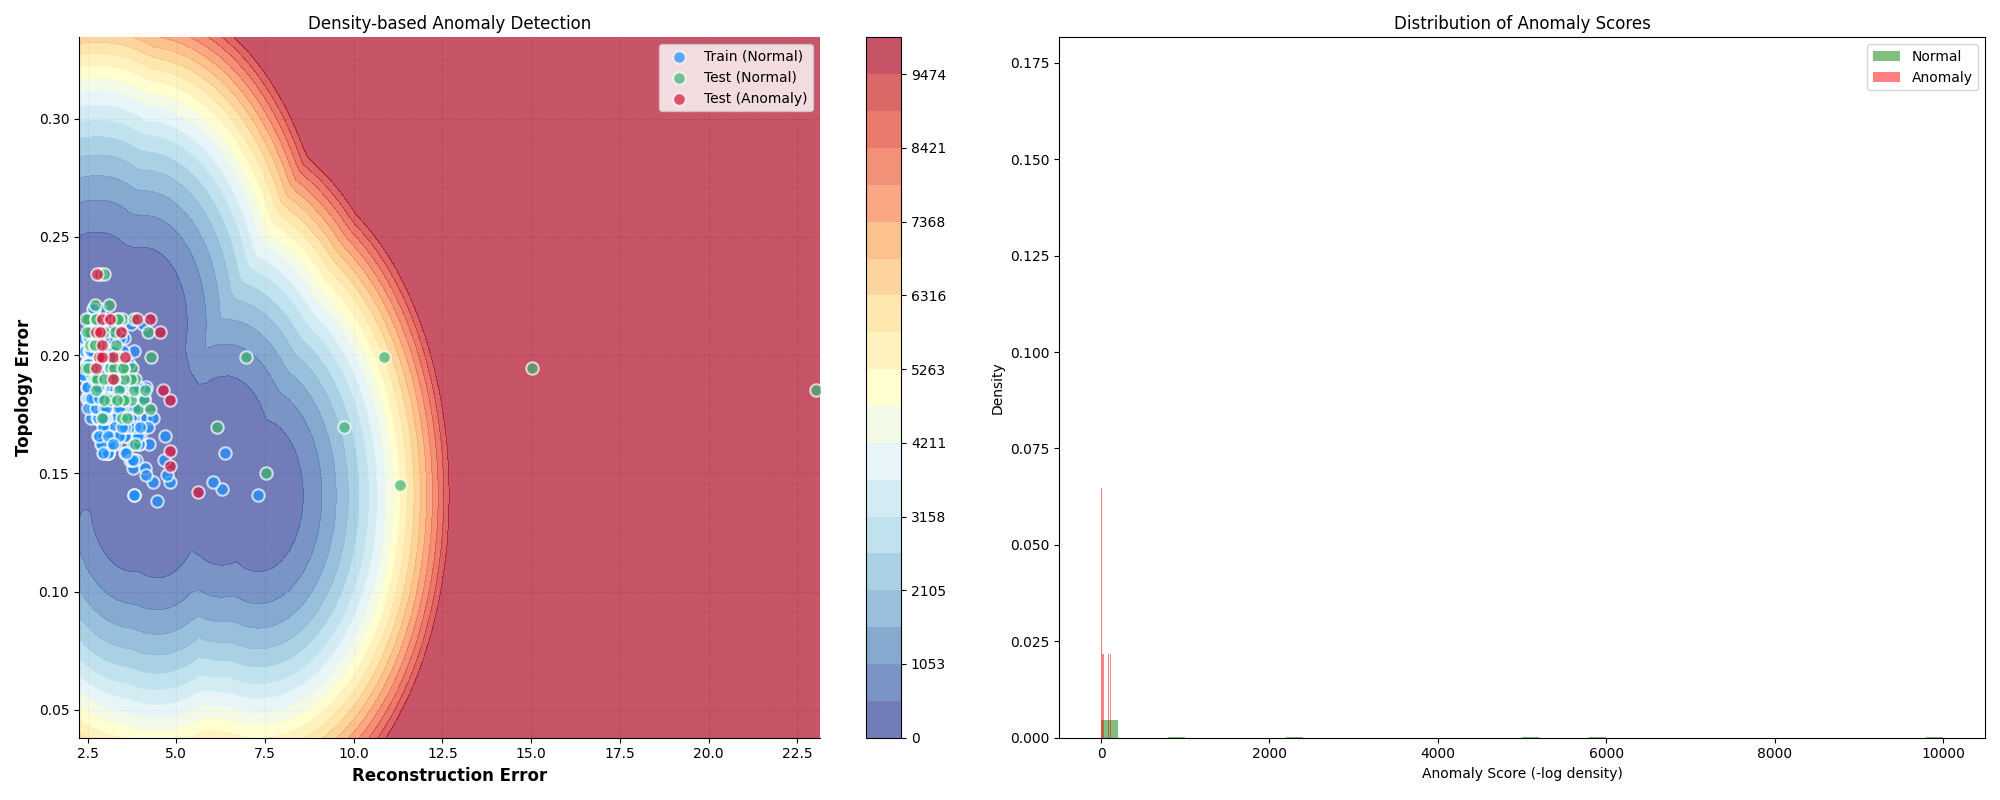 Density-based Anomaly Detection
Train (Normal)
Test (Normal)
Test (Anomaly)
Topology Error
0.30
0.25
0.20
0.15
0.10
0.05
2.5 5.0 7.5 10.0 12.5 15.0 17.5 20.0 22.5
Reconstruction Error
9474
8421
7368
6316
5263
4211
3158
2105
1053
0
Distribution of Anomaly Scores
Normal
Anomaly
Density
0.175
0.150
0.125
0.100
0.075
0.050
0.025
0.000
0 2000 4000 6000 8000 10000
Anomaly Score (-log density)